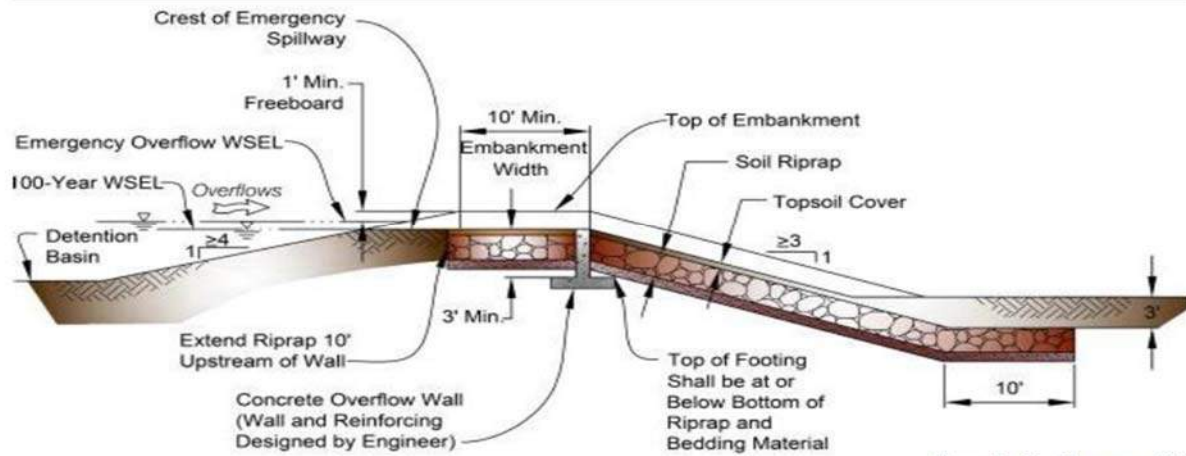 Crest of Emergency
Spillway
1' Min.
Freeboard
10' Min.
Embankment
Width
Top of Embankment
Emergency Overflow WSEL
Soil Riprap
100-Year WSEL
Overflows
Topsoil Cover
Detention
Basin
≥4
1
≥3
1
3'
3' Min.
Extend Riprap 10'
Upstream of Wall
Top of Footing
Shall be at or
Below Bottom of
Riprap and
Bedding Material
10'
Concrete Overflow Wall
(Wall and Reinforcing
Designed by Engineer)